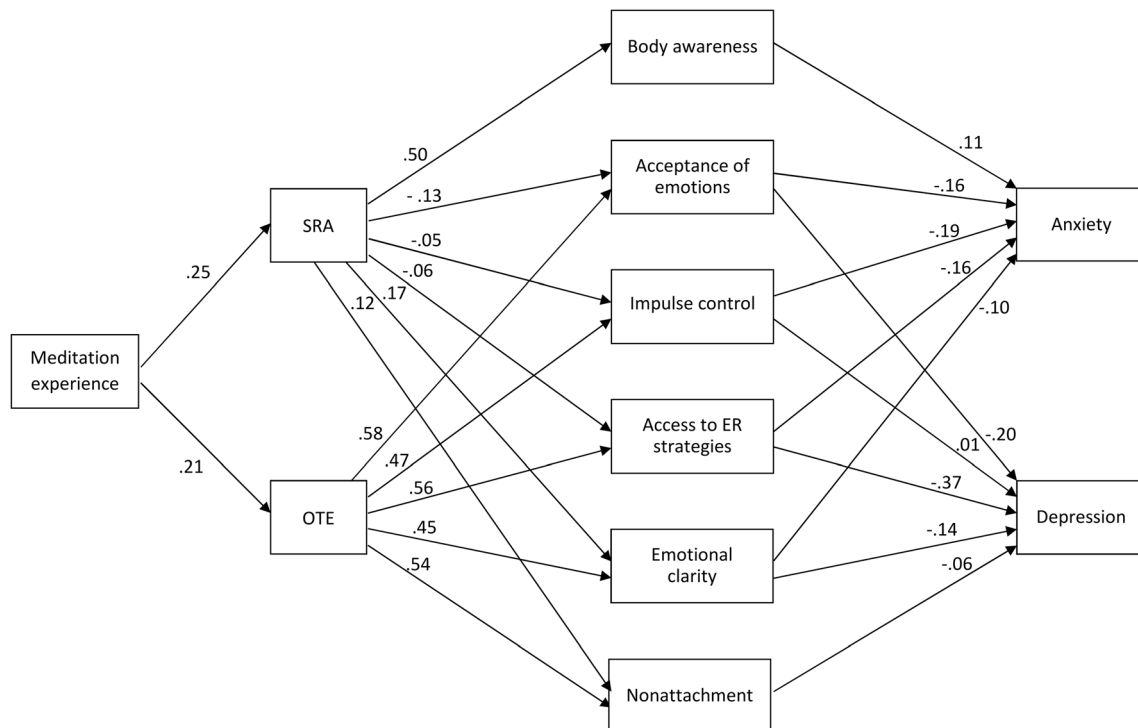 Body awareness
.11
.50
Acceptance of
emotions
- .13
-.16
SRA
Anxiety
-.05
-.19
.25
-.06
-.16
.12
.17
Impulse control
-.10
Meditation
experience
.21
.58
Access to ER
strategies
-.20
.01
.47
-.37
.56
OTE
Depression
.45
-.14
.54
Emotional
clarity
-.06
Nonattachment